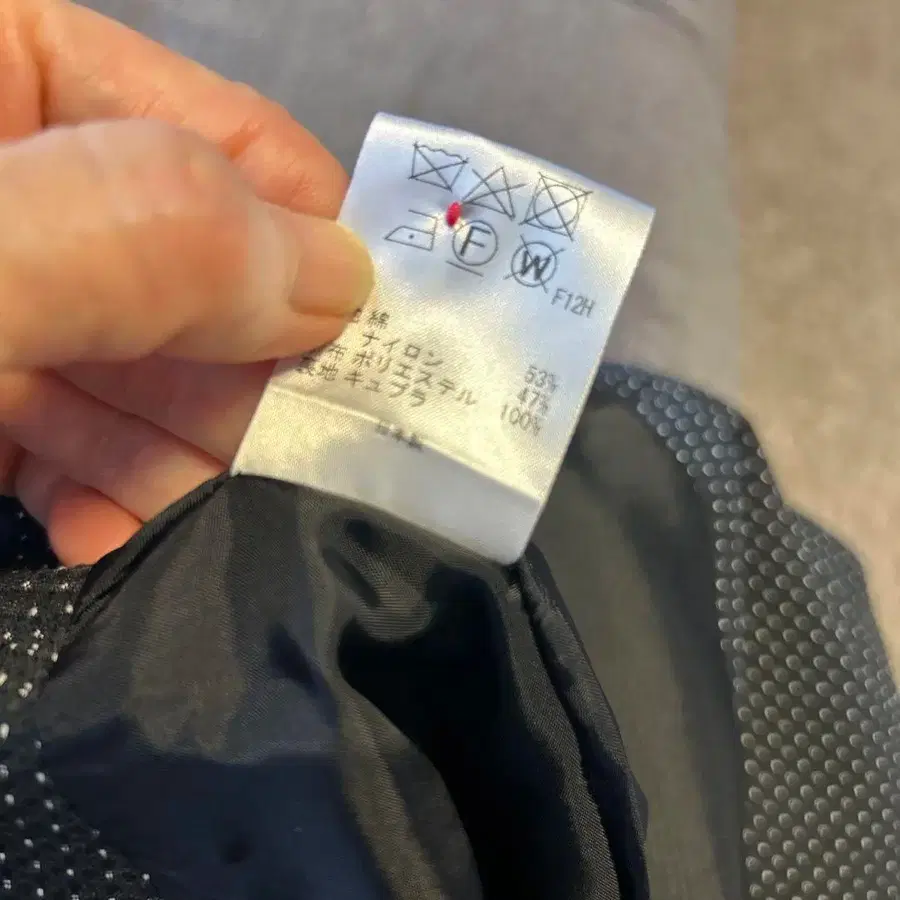 F W
F12H
綿 53%
ナイロン 47%
ポリエステル 100%
地 キュプラ
日本製